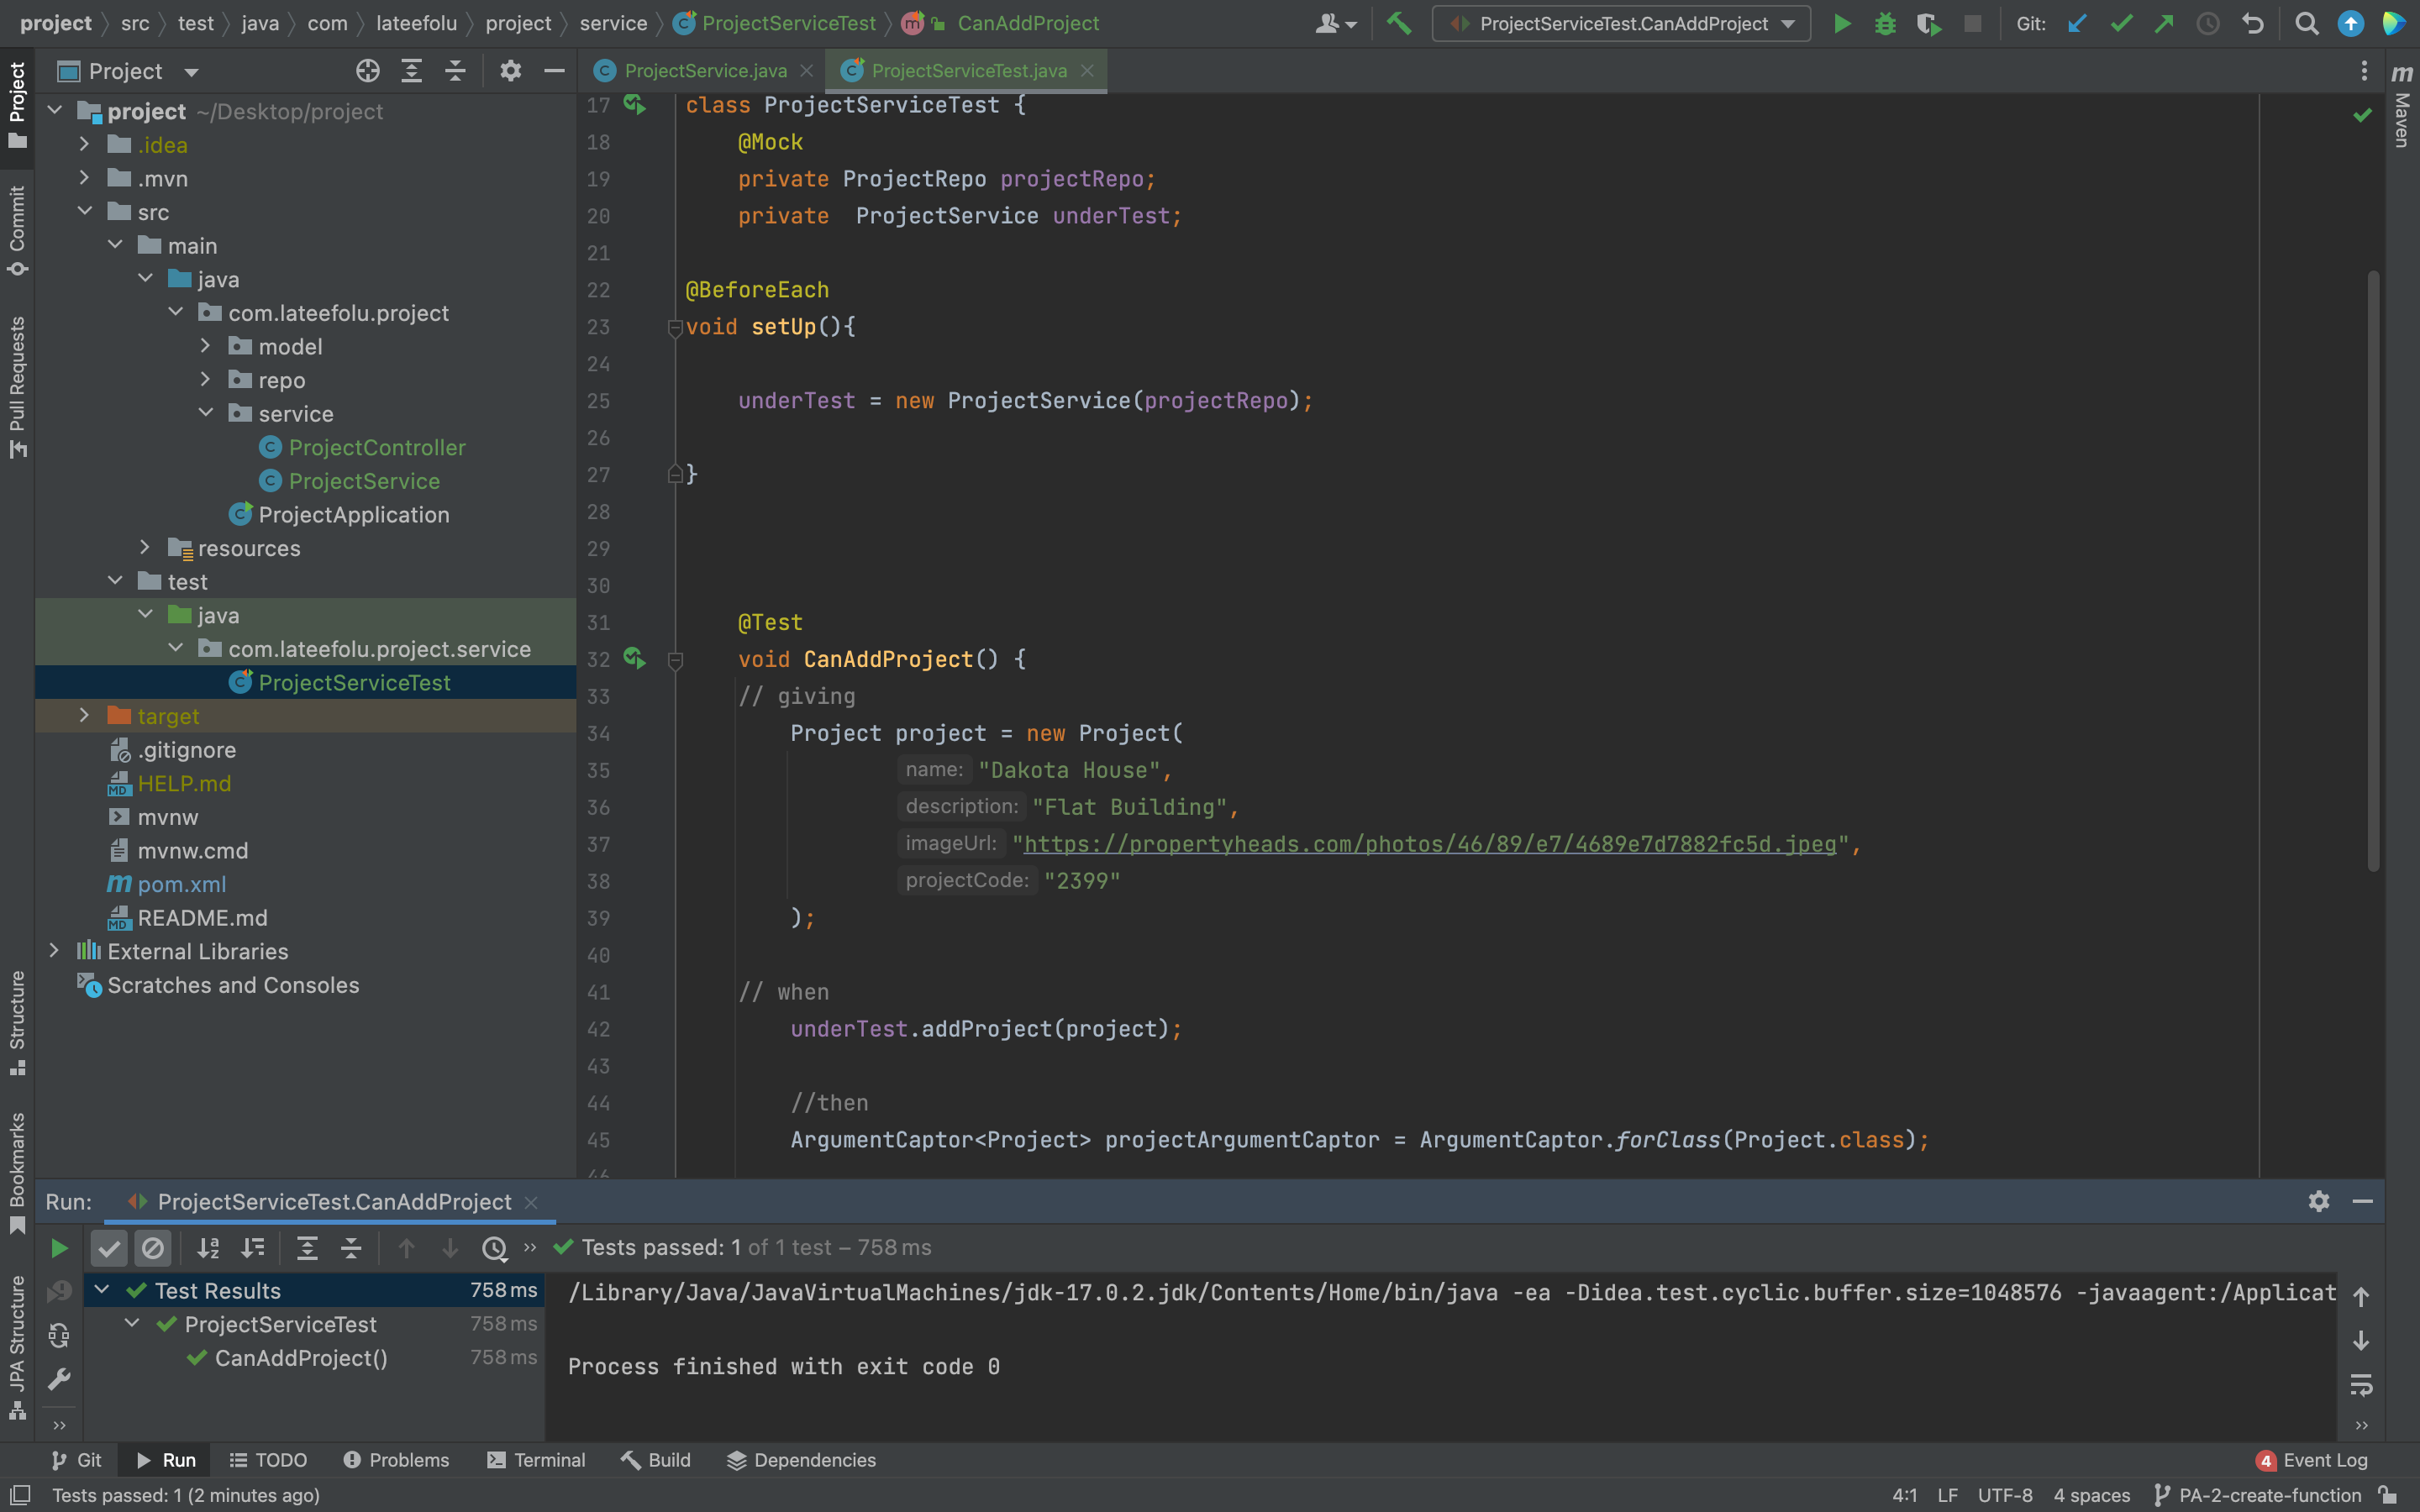 project src test java com lateefolu project service ProjectServiceTest CanAddProject
ProjectServiceTest.CanAddProject
Git:
Project
ProjectService.java
ProjectServiceTest.java
Project
Commit
Pull Requests
Structure
Bookmarks
JPA Structure
Maven
project ~/Desktop/project
.idea
.mvn
src
main
java
com.lateefolu.project
model
repo
service
ProjectController
ProjectService
ProjectApplication
resources
test
java
com.lateefolu.project.service
ProjectServiceTest
target
.gitignore
HELP.md
mvnw
mvnw.cmd
pom.xml
README.md
External Libraries
Scratches and Consoles
17 class ProjectServiceTest {
18 @Mock
19 private ProjectRepo projectRepo;
20 private  ProjectService underTest;
21
22 @BeforeEach
23 void setUp(){
24
25 underTest = new ProjectService(projectRepo);
26
27 }
28
29
30
31 @Test
32 void CanAddProject() {
33 // giving
34 Project project = new Project(
35 name: "Dakota House",
36 description: "Flat Building",
37 imageUrl: "https://propertyheads.com/photos/46/89/e7/4689e7d7882fc5d.jpeg",
38 projectCode: "2399"
39 );
40
41 // when
42 underTest.addProject(project);
43
44 //then
45 ArgumentCaptor<Project> projectArgumentCaptor = ArgumentCaptor.forClass(Project.class);
46
Run: ProjectServiceTest.CanAddProject
Tests passed: 1 of 1 test – 758 ms
Test Results 758 ms
ProjectServiceTest 758 ms
CanAddProject() 758 ms
/Library/Java/JavaVirtualMachines/jdk-17.0.2.jdk/Contents/Home/bin/java -ea -Didea.test.cyclic.buffer.size=1048576 -javaagent:/Applicat
Process finished with exit code 0
Git Run TODO Problems Terminal Build Dependencies
4 Event Log
Tests passed: 1 (2 minutes ago)
4:1 LF UTF-8 4 spaces PA-2-create-function